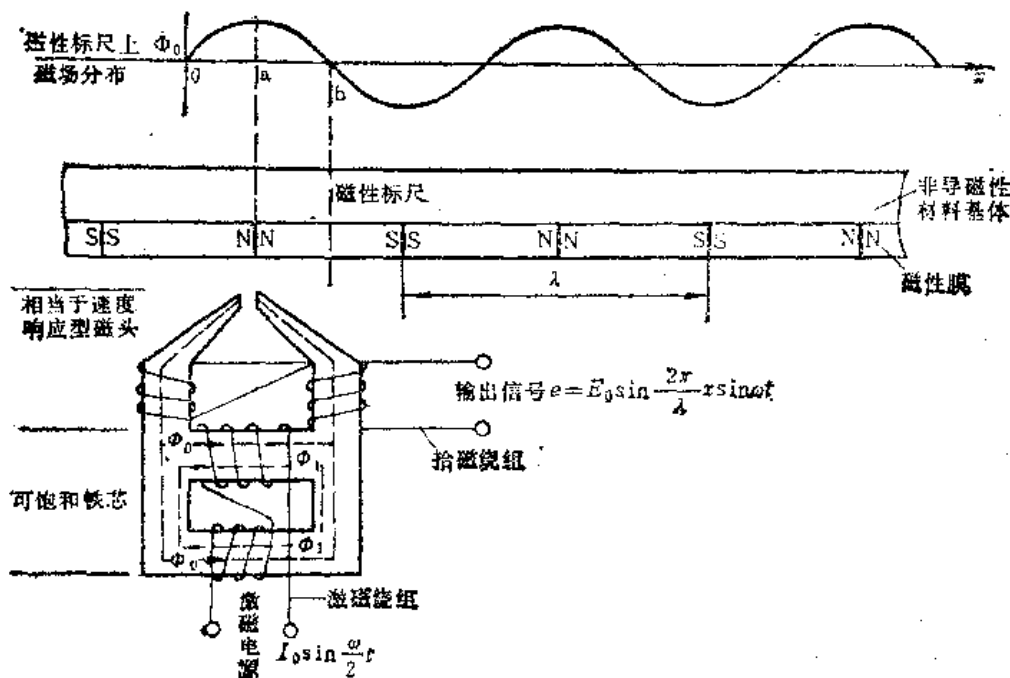 磁性标尺上 Φ₀
磁场分布
0
a
b
x
磁性标尺
非导磁性
材料基体
S S
N N
S S
N N
S S
N N
λ
磁性膜
相当于速度
响应型磁头
输出信号 e=E₀sin 2π/λ x sinωt
Φ₀
Φ₁
拾磁绕组
可饱和铁芯
Φ₀
Φ₁
激磁绕组
激磁电源
I₀sin ω/2 t